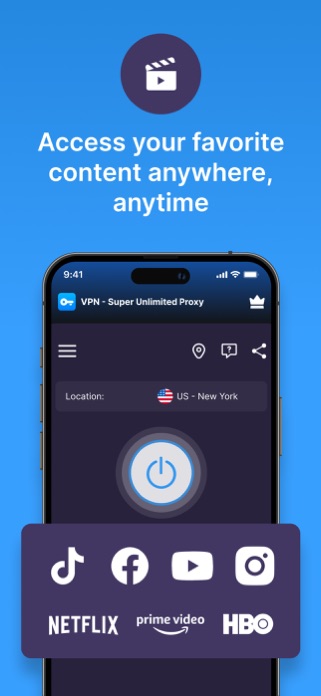 Access your favorite
content anywhere,
anytime
9:41
VPN - Super Unlimited Proxy
?
Location: US - New York
NETFLIX prime video HBO